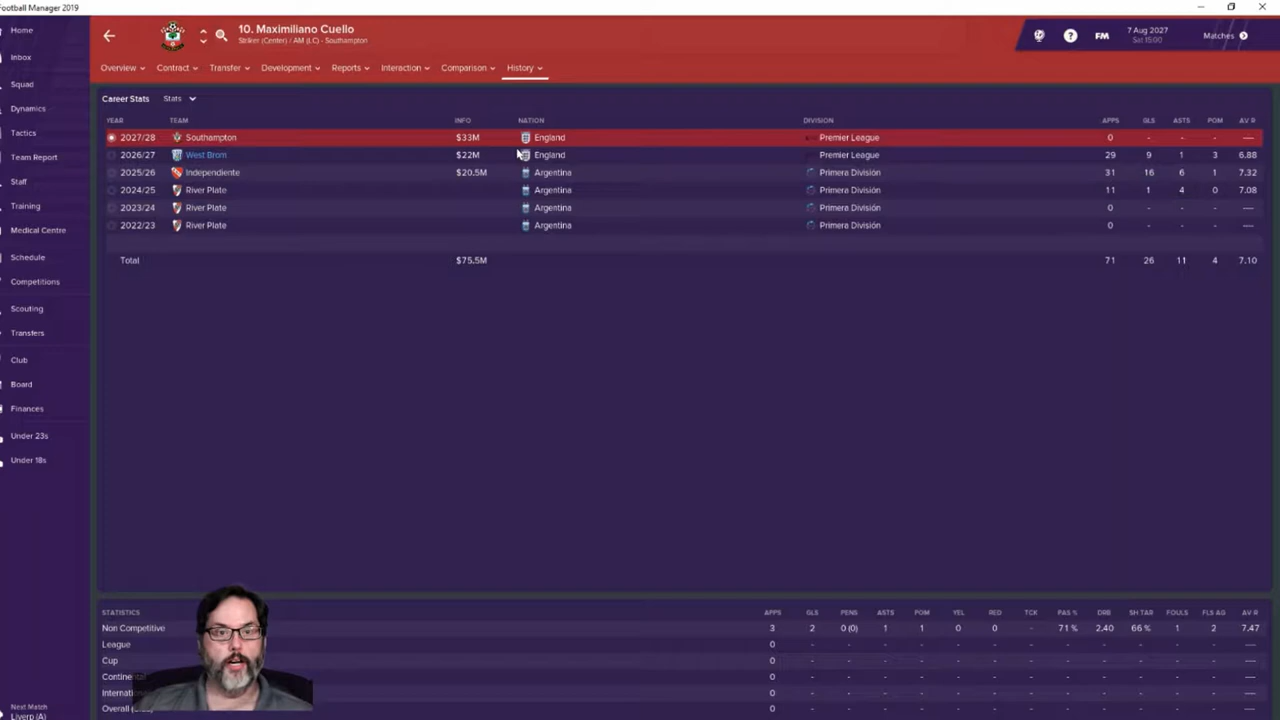 Football Manager 2019
Home
Inbox
Squad
Dynamics
Tactics
Team Report
Staff
Training
Medical Centre
Schedule
Competitions
Scouting
Transfers
Club
Board
Finances
Under 23s
Under 18s
Next Match
Liverp (A)
10. Maximiliano Cuello
Striker (Center) / AM (LC) - Southampton
7 Aug 2027
Sat 15:00
FM
Matches
Overview Contract Transfer Development Reports Interaction Comparison History
Career Stats Stats
YEAR TEAM INFO NATION DIVISION APPS GLS ASTS POM AV R
2027/28 Southampton $33M England Premier League 0 - - - ----
2026/27 West Brom $22M England Premier League 29 9 1 3 6.88
2025/26 Independiente $20.5M Argentina Primera División 31 16 6 1 7.32
2024/25 River Plate Argentina Primera División 11 1 4 0 7.08
2023/24 River Plate Argentina Primera División 0 - - - ----
2022/23 River Plate Argentina Primera División 0 - - - ----
Total $75.5M 71 26 11 4 7.10
STATISTICS APPS GLS PENS ASTS POM YEL RED TCK PAS % DRB SH TAR FOULS FLS AG AV R
Non Competitive 3 2 0 (0) 1 1 0 0 - 71 % 2.40 66 % 1 2 7.47
League 0 - - - - - - - - - - - - ----
Cup 0 - - - - - - - - - - - - ----
Contine 0 - - - - - - - - - - - - ----
Internati 0 - - - - - - - - - - - - ----
Overall 0 - - - - - - - - - - - - ----